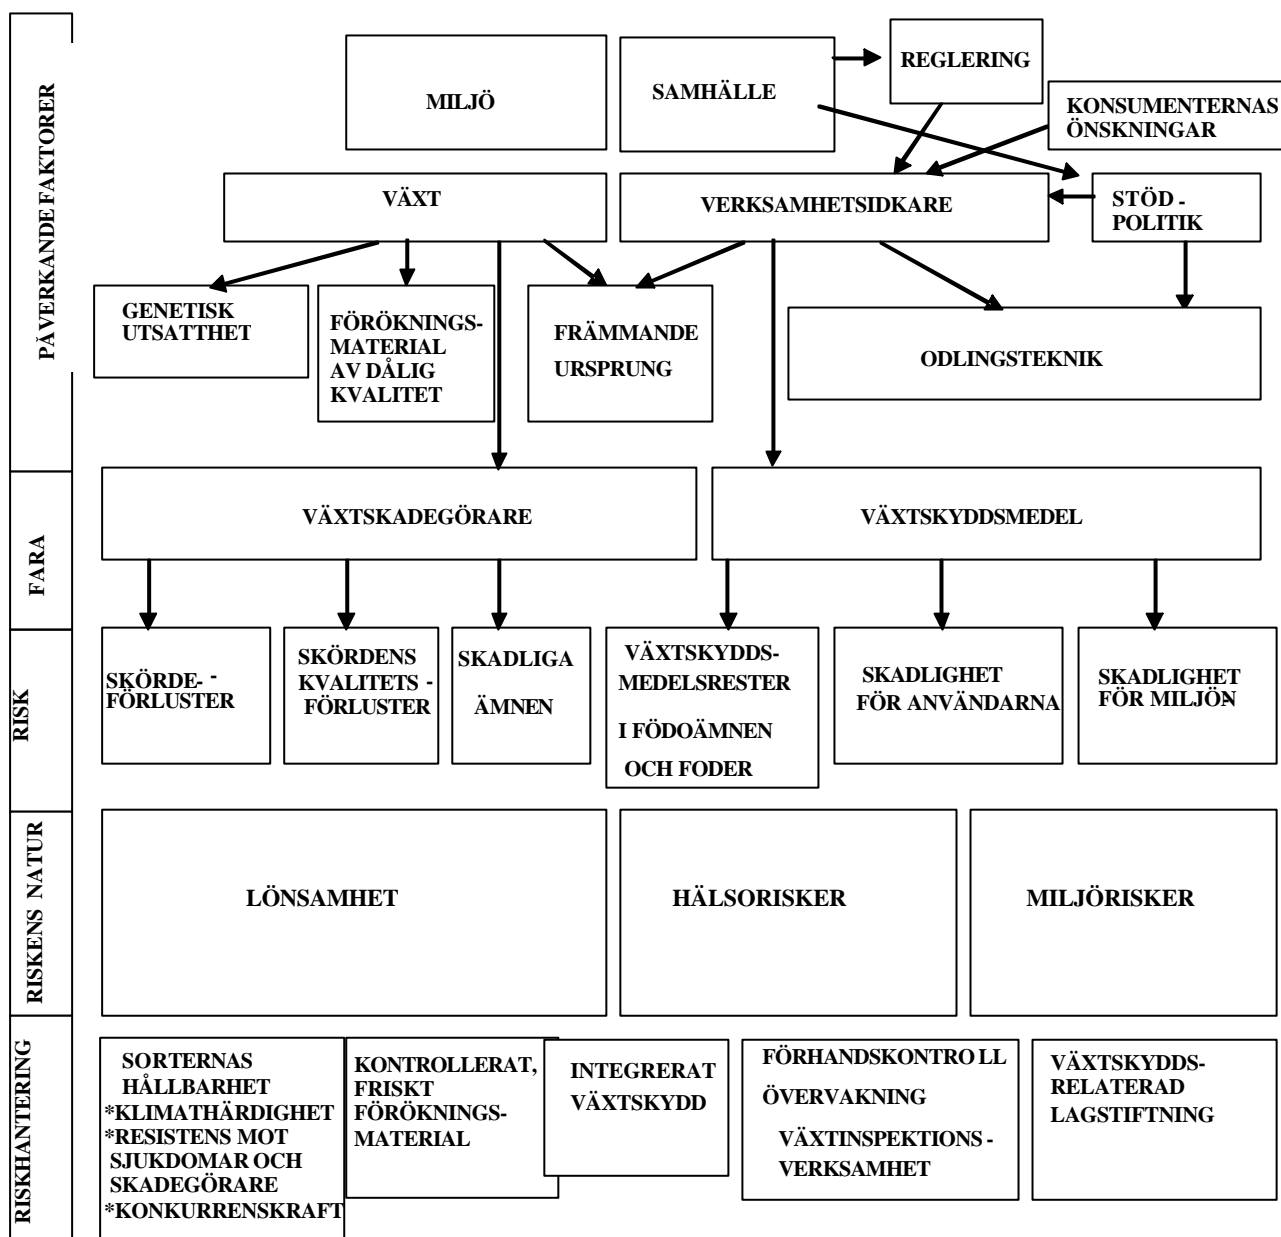 PÅVERKANDE FAKTORER
MILJÖ
SAMHÄLLE
REGLERING
KONSUMENTERNAS
ÖNSKNINGAR
VÄXT
VERKSAMHETSIDKARE
STÖD -
POLITIK
GENETISK
UTSATTHET
FÖRÖKNINGS-
MATERIAL
AV DÅLIG
KVALITET
FRÄMMANDE
URSPRUNG
ODLINGSTEKNIK
FARA
VÄXTSKADEGÖRARE
VÄXTSKYDDSMEDEL
RISK
SKÖRDE- -
FÖRLUSTER
SKÖRDENS
KVALITETS -
FÖRLUSTER
SKADLIGA
ÄMNEN
VÄXTSKYDDS-
MEDELSRESTER
I FÖDOÄMNEN
OCH FODER
SKADLIGHET
FÖR ANVÄNDARNA
SKADLIGHET
FÖR MILJÖN-
RISKENS NATUR
LÖNSAMHET
HÄLSORISKER
MILJÖRISKER
RISKHANTERING
SORTERNAS
HÅLLBARHET
*KLIMATHÄRDIGHET
*RESISTENS MOT
SJUKDOMAR OCH
SKADEGÖRARE
*KONKURRENSKRAFT
KONTROLLERAT,
FRISKT
FÖRÖKNINGS-
MATERIAL
INTEGRERAT
VÄXTSKYDD
FÖRHANDSKONTRO LL
ÖVERVAKNING
VÄXTINSPEKTIONS -
VERKSAMHET
VÄXTSKYDDS-
RELATERAD
LAGSTIFTNING